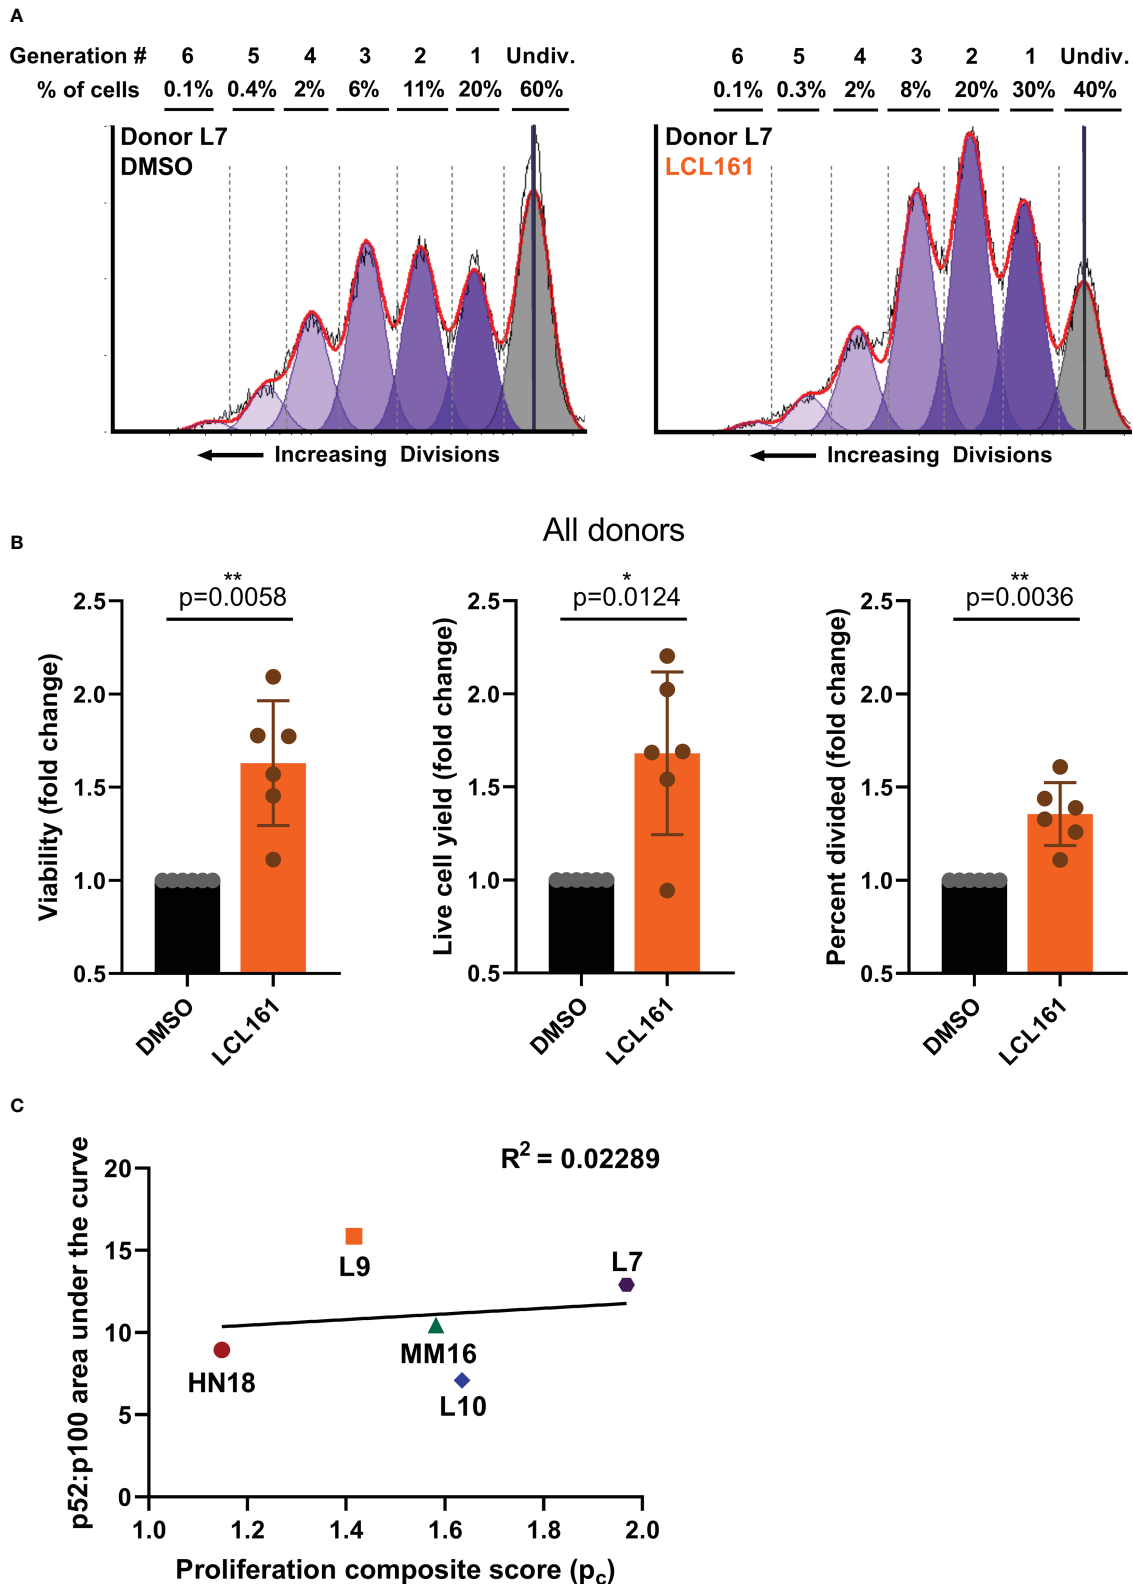 A
Generation # 6 5 4 3 2 1 Undiv.
% of cells 0.1% 0.4% 2% 6% 11% 20% 60%
Donor L7
DMSO
Increasing Divisions
6 5 4 3 2 1 Undiv.
0.1% 0.3% 2% 8% 20% 30% 40%
Donor L7
LCL161
Increasing Divisions
B
All donors
**
p=0.0058
Viability (fold change)
2.5
2.0
1.5
1.0
0.5
DMSO
LCL161
*
p=0.0124
Live cell yield (fold change)
2.5
2.0
1.5
1.0
0.5
DMSO
LCL161
**
p=0.0036
Percent divided (fold change)
2.5
2.0
1.5
1.0
0.5
DMSO
LCL161
C
R² = 0.02289
p52:p100 area under the curve
20
15
10
5
0
L9
L7
MM16
HN18
L10
1.0 1.2 1.4 1.6 1.8 2.0
Proliferation composite score (pc)